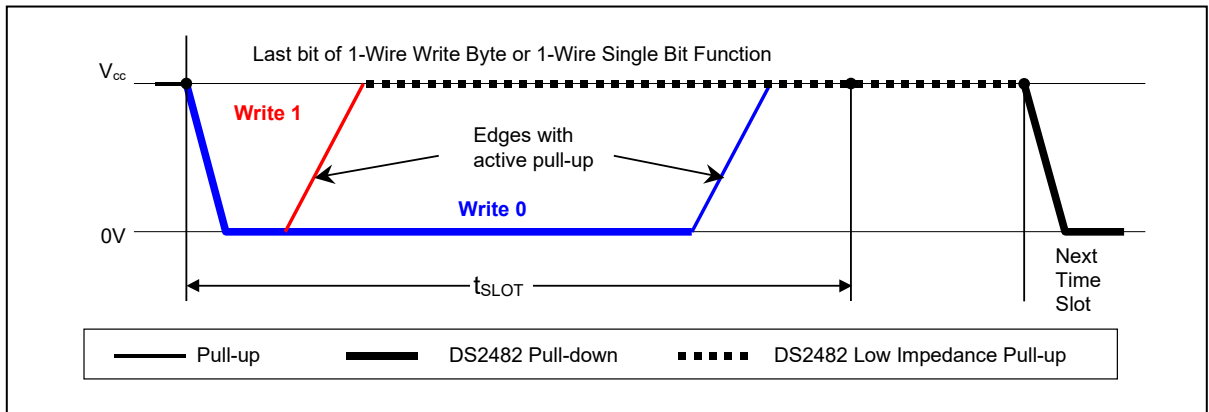 Last bit of 1-Wire Write Byte or 1-Wire Single Bit Function
Vcc
Write 1
Edges with
active pull-up
Write 0
0V
tSLOT
Next
Time
Slot
Pull-up
DS2482 Pull-down
DS2482 Low Impedance Pull-up